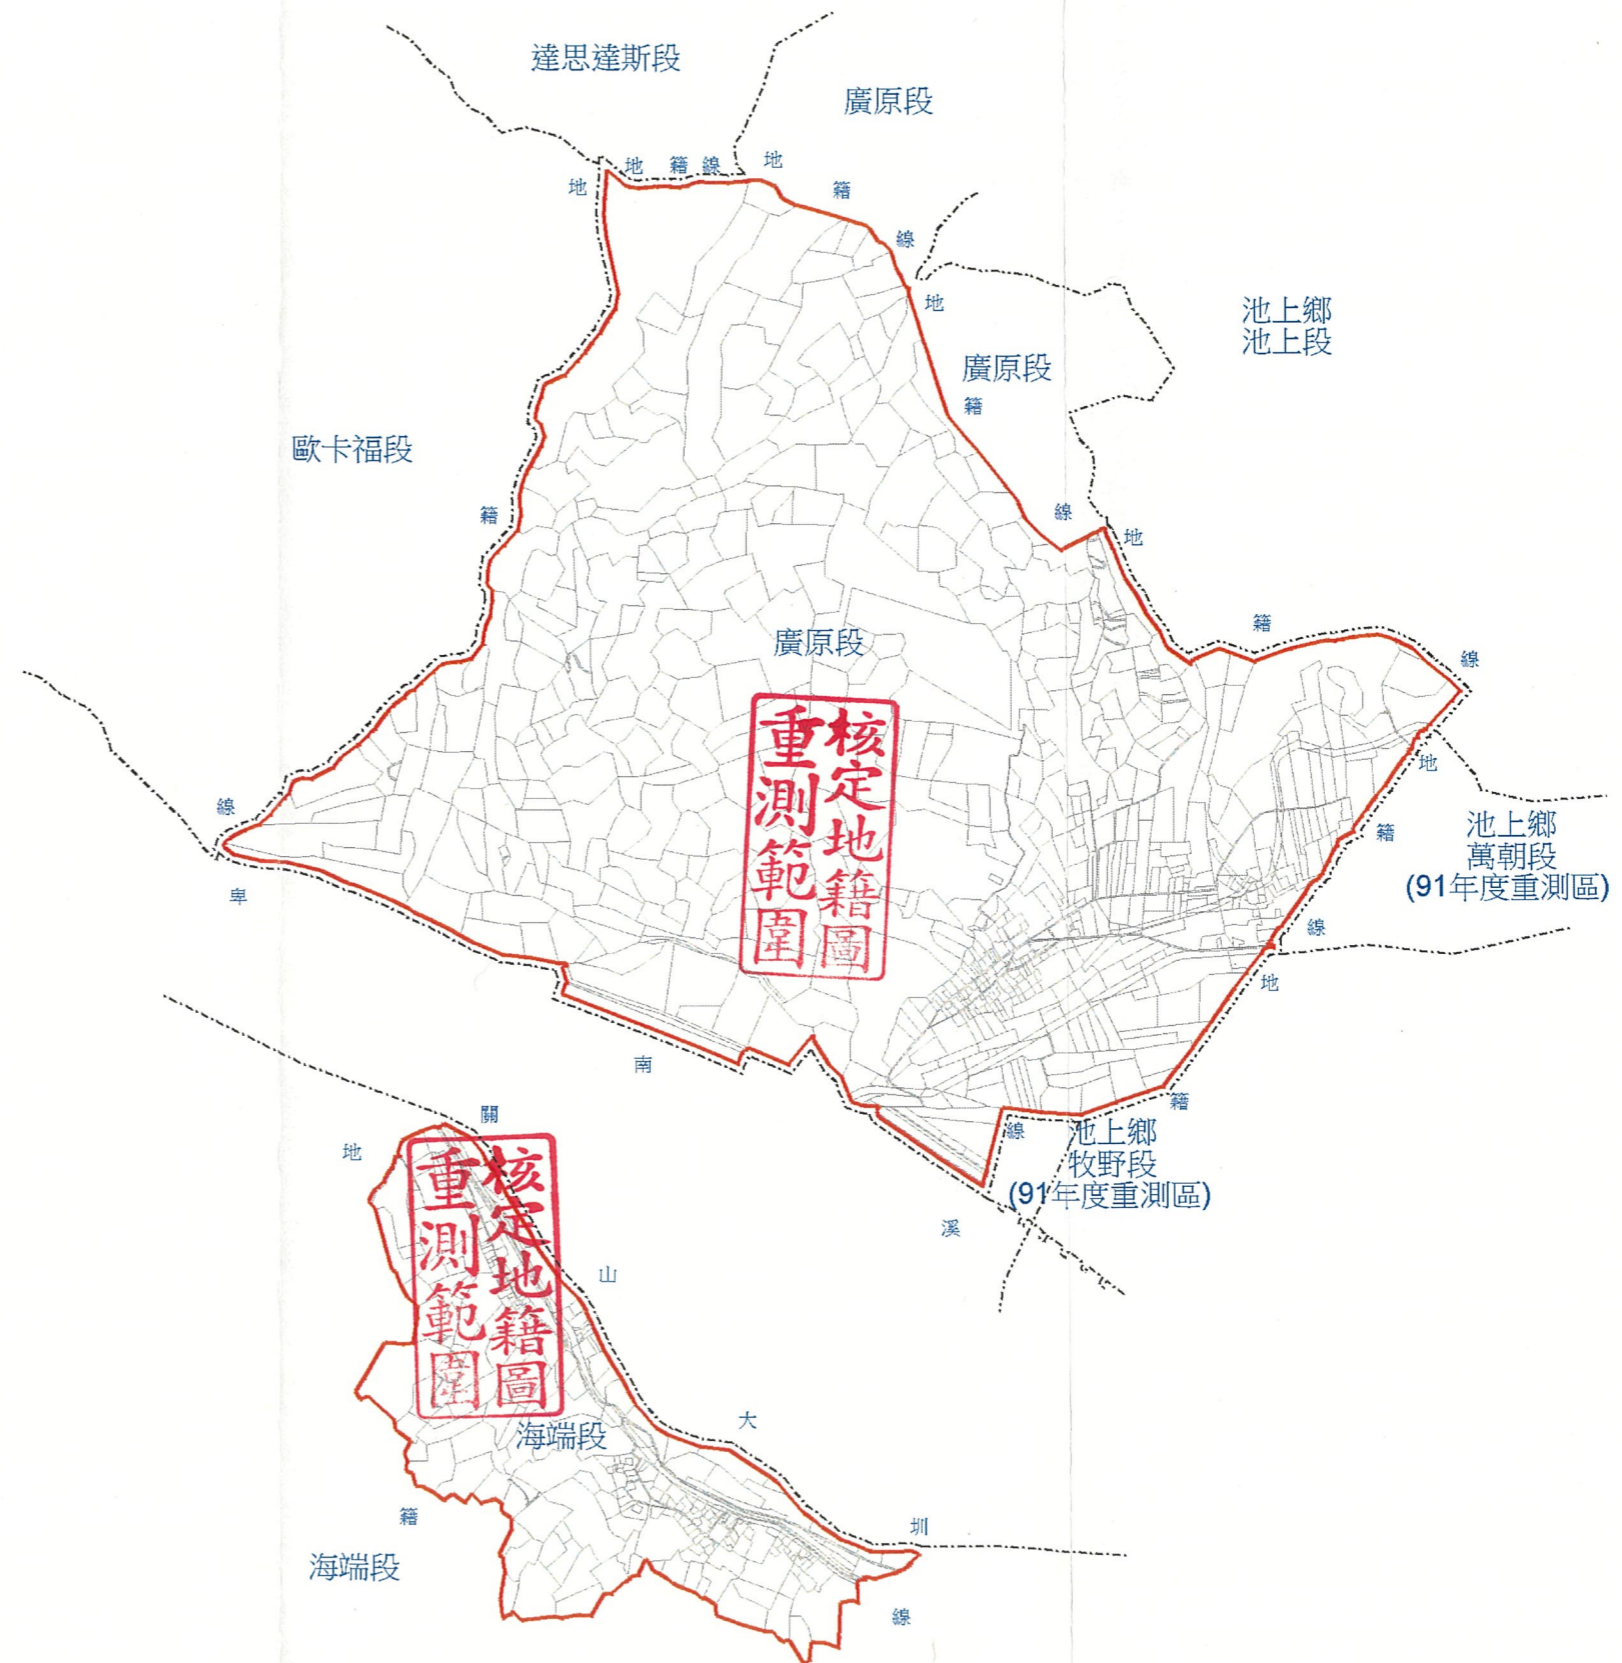 達思達斯段
廣原段
地籍線
地籍線
地籍線
池上鄉
池上段
廣原段
地籍線
歐卡福段
地籍線
廣原段
核定地籍圖
重測範圍
地籍線
池上鄉
萬朝段
(91年度重測區)
地籍線
池上鄉
牧野段
(91年度重測區)
卑南溪
關山大圳
核定地籍圖
重測範圍
海端段
地籍線
海端段